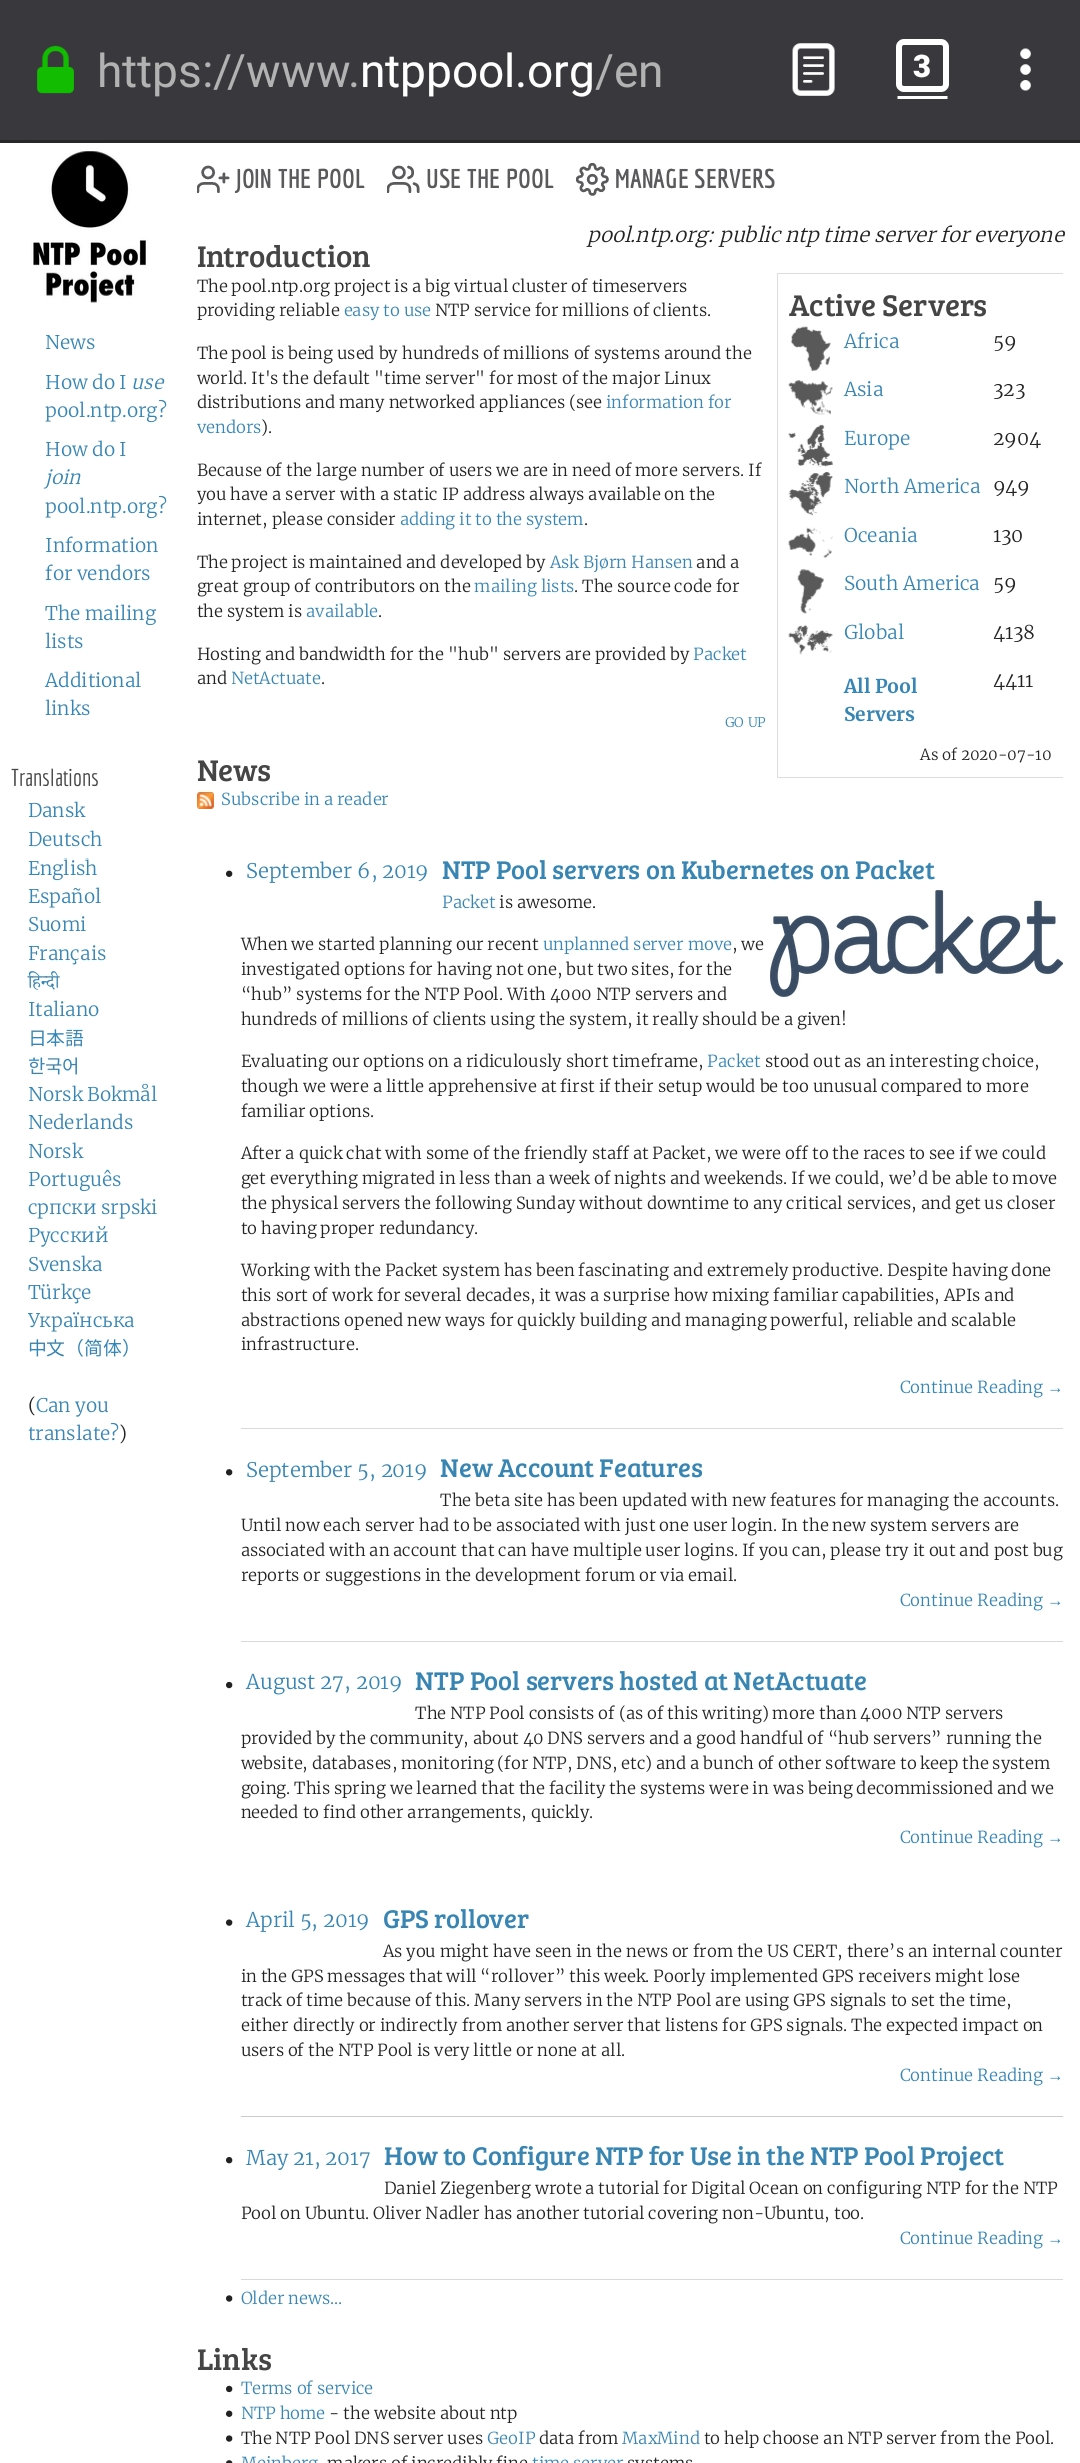 https://www.ntppool.org/en
3
NTP Pool
Project
JOIN THE POOL USE THE POOL MANAGE SERVERS
pool.ntp.org: public ntp time server for everyone
News
How do I use
pool.ntp.org?
How do I
join
pool.ntp.org?
Information
for vendors
The mailing
lists
Additional
links
Translations
Dansk
Deutsch
English
Español
Suomi
Français
हिन्दी
Italiano
日本語
한국어
Norsk Bokmål
Nederlands
Norsk
Português
српски srpski
Русский
Svenska
Türkçe
Українська
中文（简体）
(Can you
translate?)
Introduction
The pool.ntp.org project is a big virtual cluster of timeservers
providing reliable easy to use NTP service for millions of clients.
The pool is being used by hundreds of millions of systems around the
world. It's the default "time server" for most of the major Linux
distributions and many networked appliances (see information for
vendors).
Because of the large number of users we are in need of more servers. If
you have a server with a static IP address always available on the
internet, please consider adding it to the system.
The project is maintained and developed by Ask Bjørn Hansen and a
great group of contributors on the mailing lists. The source code for
the system is available.
Hosting and bandwidth for the "hub" servers are provided by Packet
and NetActuate.
GO UP
Active Servers
Africa 59
Asia 323
Europe 2904
North America 949
Oceania 130
South America 59
Global 4138
All Pool 4411
Servers
As of 2020-07-10
News
Subscribe in a reader
• September 6, 2019 NTP Pool servers on Kubernetes on Packet
Packet is awesome.
packet
When we started planning our recent unplanned server move, we
investigated options for having not one, but two sites, for the
“hub” systems for the NTP Pool. With 4000 NTP servers and
hundreds of millions of clients using the system, it really should be a given!
Evaluating our options on a ridiculously short timeframe, Packet stood out as an interesting choice,
though we were a little apprehensive at first if their setup would be too unusual compared to more
familiar options.
After a quick chat with some of the friendly staff at Packet, we were off to the races to see if we could
get everything migrated in less than a week of nights and weekends. If we could, we’d be able to move
the physical servers the following Sunday without downtime to any critical services, and get us closer
to having proper redundancy.
Working with the Packet system has been fascinating and extremely productive. Despite having done
this sort of work for several decades, it was a surprise how mixing familiar capabilities, APIs and
abstractions opened new ways for quickly building and managing powerful, reliable and scalable
infrastructure.
Continue Reading →
• September 5, 2019 New Account Features
The beta site has been updated with new features for managing the accounts.
Until now each server had to be associated with just one user login. In the new system servers are
associated with an account that can have multiple user logins. If you can, please try it out and post bug
reports or suggestions in the development forum or via email.
Continue Reading →
• August 27, 2019 NTP Pool servers hosted at NetActuate
The NTP Pool consists of (as of this writing) more than 4000 NTP servers
provided by the community, about 40 DNS servers and a good handful of “hub servers” running the
website, databases, monitoring (for NTP, DNS, etc) and a bunch of other software to keep the system
going. This spring we learned that the facility the systems were in was being decommissioned and we
needed to find other arrangements, quickly.
Continue Reading →
• April 5, 2019 GPS rollover
As you might have seen in the news or from the US CERT, there’s an internal counter
in the GPS messages that will “rollover” this week. Poorly implemented GPS receivers might lose
track of time because of this. Many servers in the NTP Pool are using GPS signals to set the time,
either directly or indirectly from another server that listens for GPS signals. The expected impact on
users of the NTP Pool is very little or none at all.
Continue Reading →
• May 21, 2017 How to Configure NTP for Use in the NTP Pool Project
Daniel Ziegenberg wrote a tutorial for Digital Ocean on configuring NTP for the NTP
Pool on Ubuntu. Oliver Nadler has another tutorial covering non-Ubuntu, too.
Continue Reading →
• Older news...
Links
• Terms of service
• NTP home - the website about ntp
• The NTP Pool DNS server uses GeoIP data from MaxMind to help choose an NTP server from the Pool.
• Meinberg, makers of incredibly fine time server systems